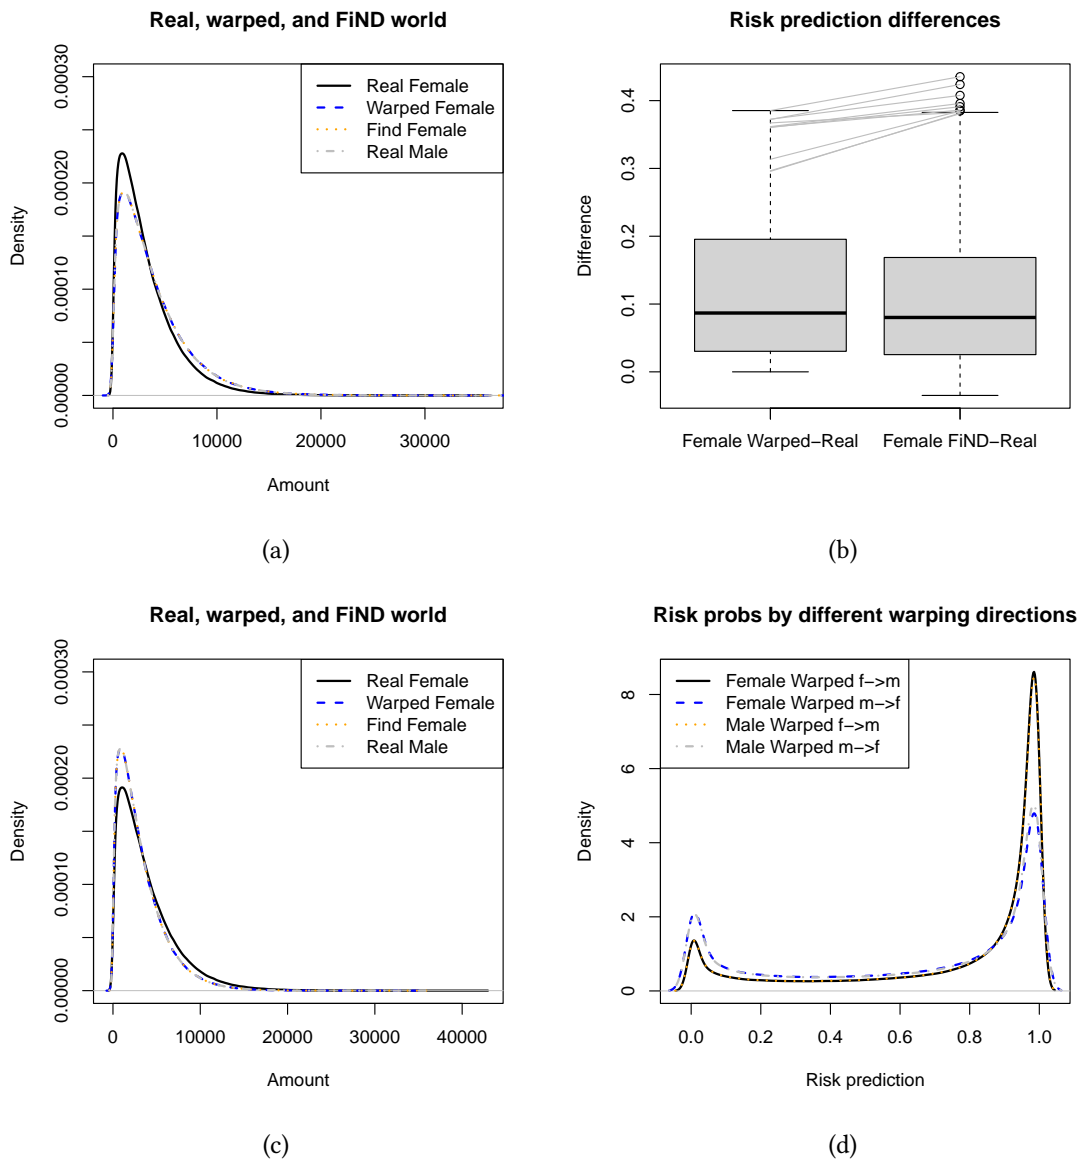 Real, warped, and FiND world
Density
0.00000
0.00010
0.00020
0.00030
Real Female
Warped Female
Find Female
Real Male
0
10000
20000
30000
Amount
(a)
Risk prediction differences
Difference
0.0
0.1
0.2
0.3
0.4
Female Warped−Real
Female FiND−Real
(b)
Real, warped, and FiND world
Density
0.00000
0.00010
0.00020
0.00030
Real Female
Warped Female
Find Female
Real Male
0
10000
20000
30000
40000
Amount
(c)
Risk probs by different warping directions
Density
0
2
4
6
8
Female Warped f−>m
Female Warped m−>f
Male Warped f−>m
Male Warped m−>f
0.0
0.2
0.4
0.6
0.8
1.0
Risk prediction
(d)